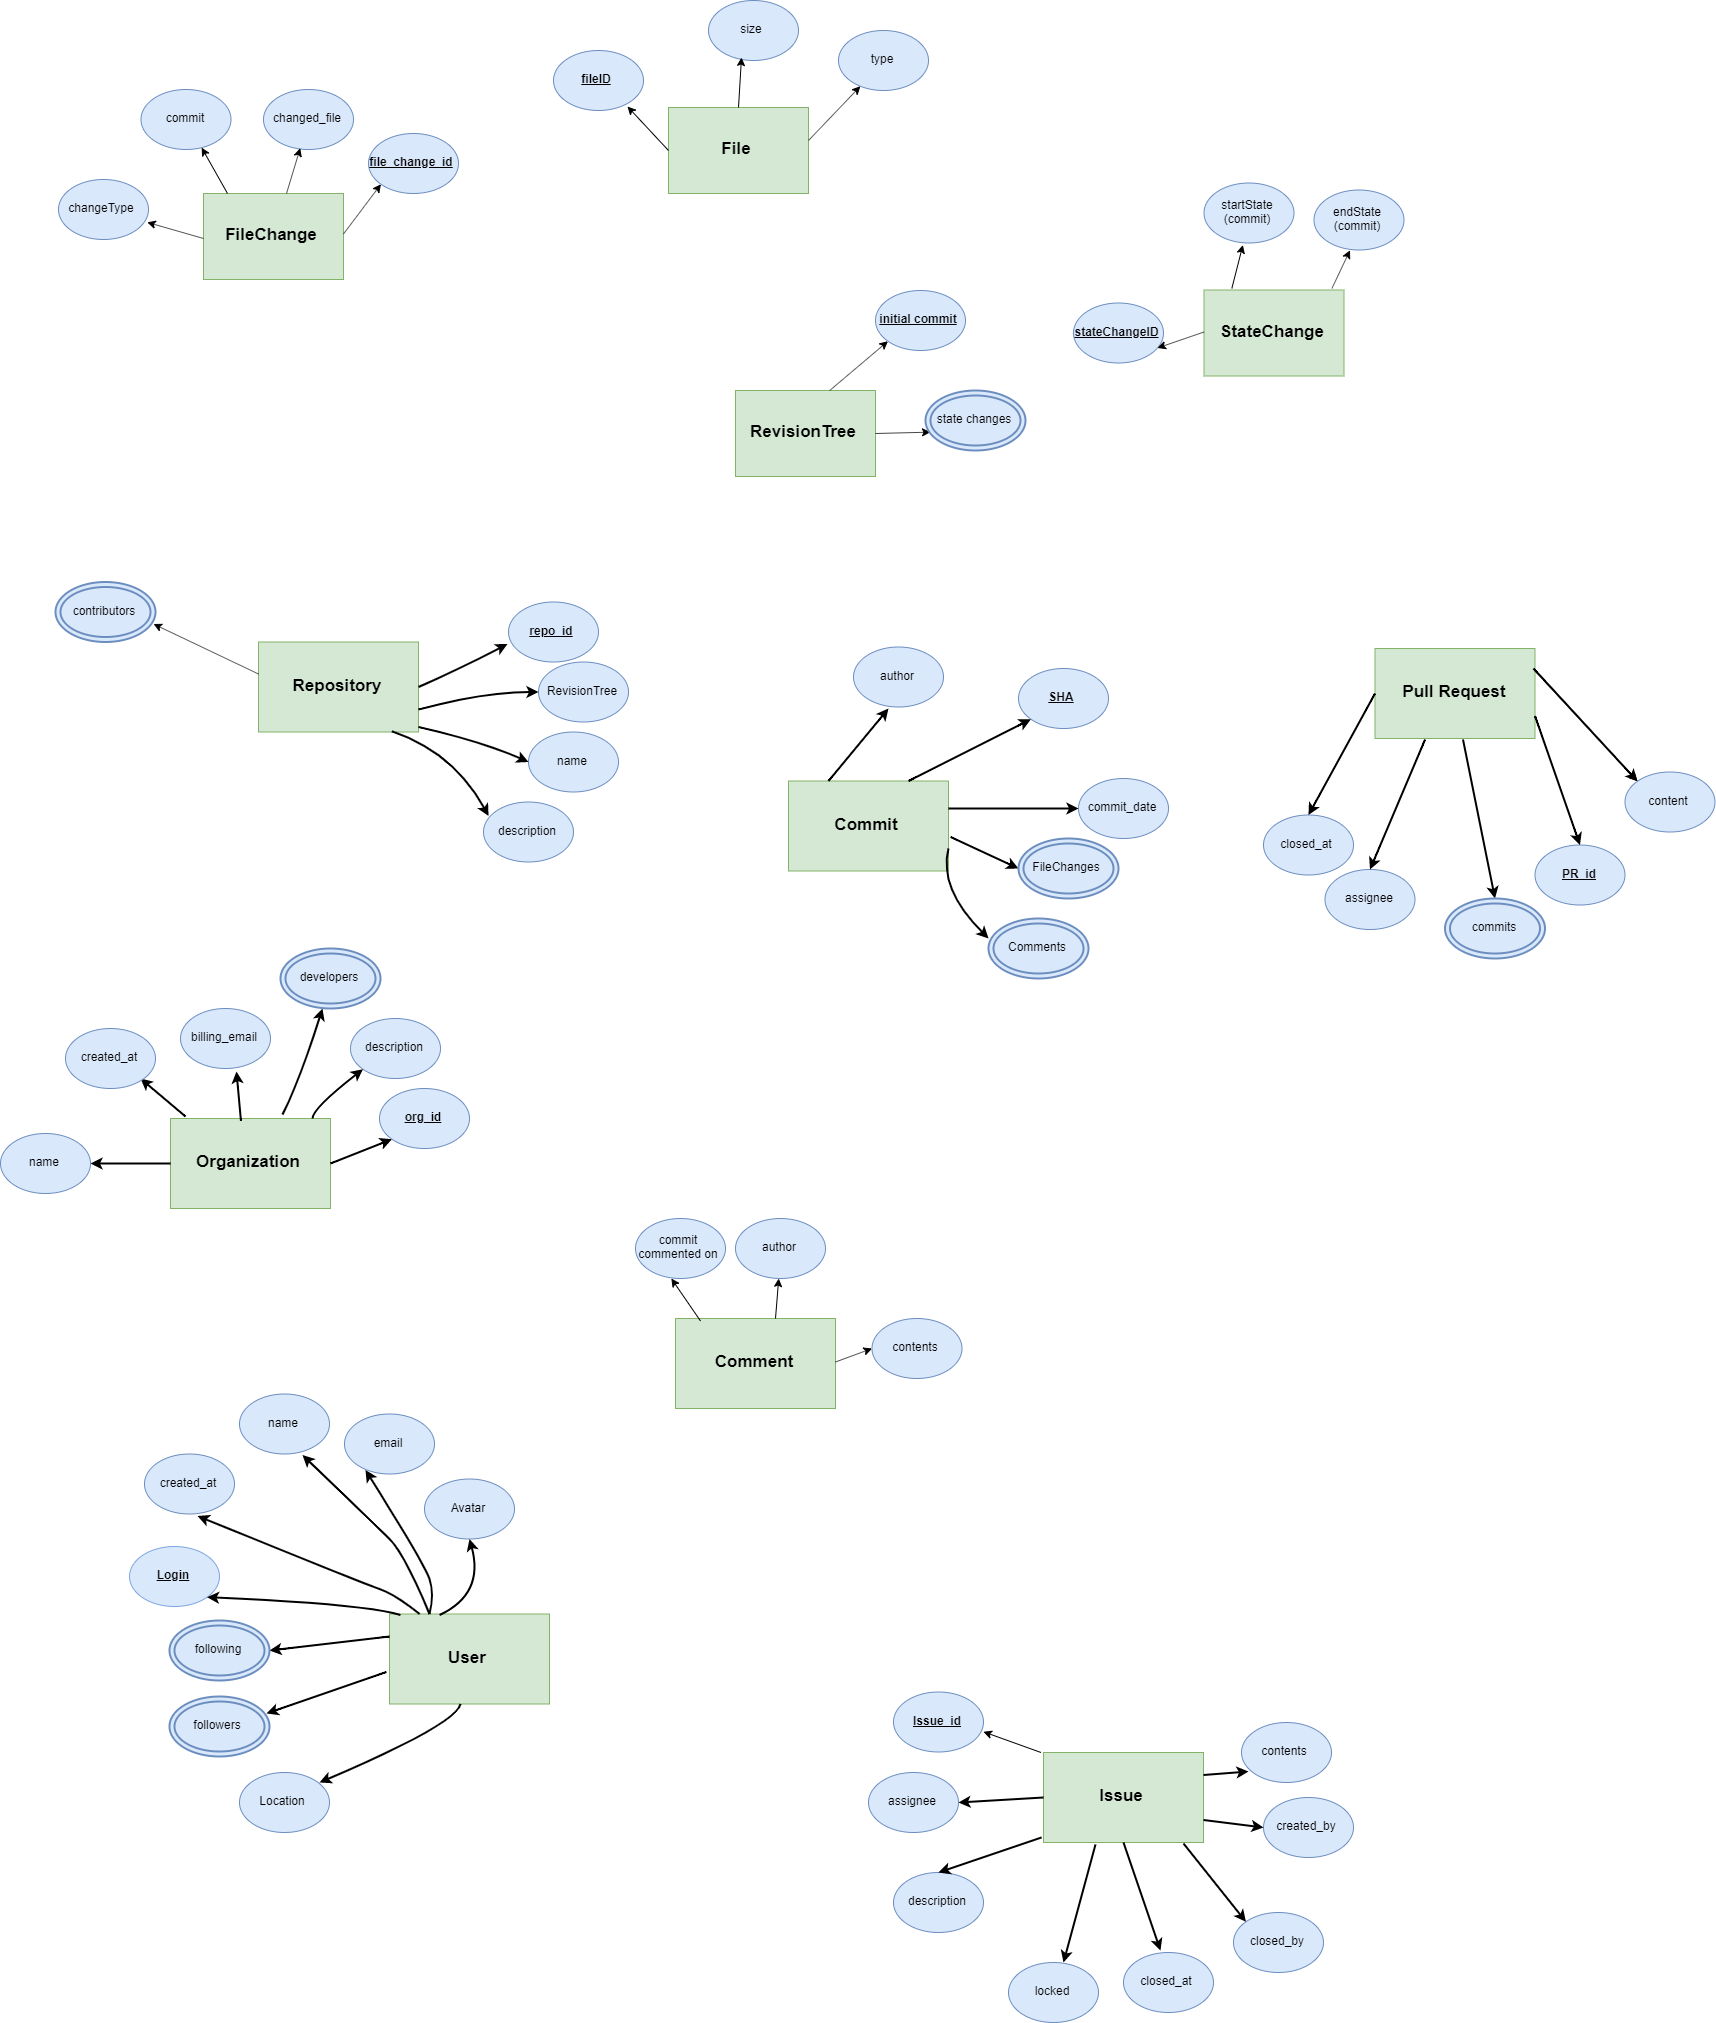 size
type
fileID
File
commit
changed_file
file_change_id
changeType
FileChange
startState
(commit)
endState
(commit)
stateChangeID
StateChange
initial commit
state changes
RevisionTree
contributors
repo_id
RevisionTree
Repository
name
description
author
SHA
commit_date
Commit
FileChanges
Comments
Pull Request
content
closed_at
PR_id
assignee
commits
developers
billing_email
description
created_at
org_id
name
Organization
commit
commented on
author
contents
Comment
name
email
created_at
Avatar
Login
following
User
followers
Location
Issue_id
contents
assignee
Issue
created_by
description
closed_by
closed_at
locked